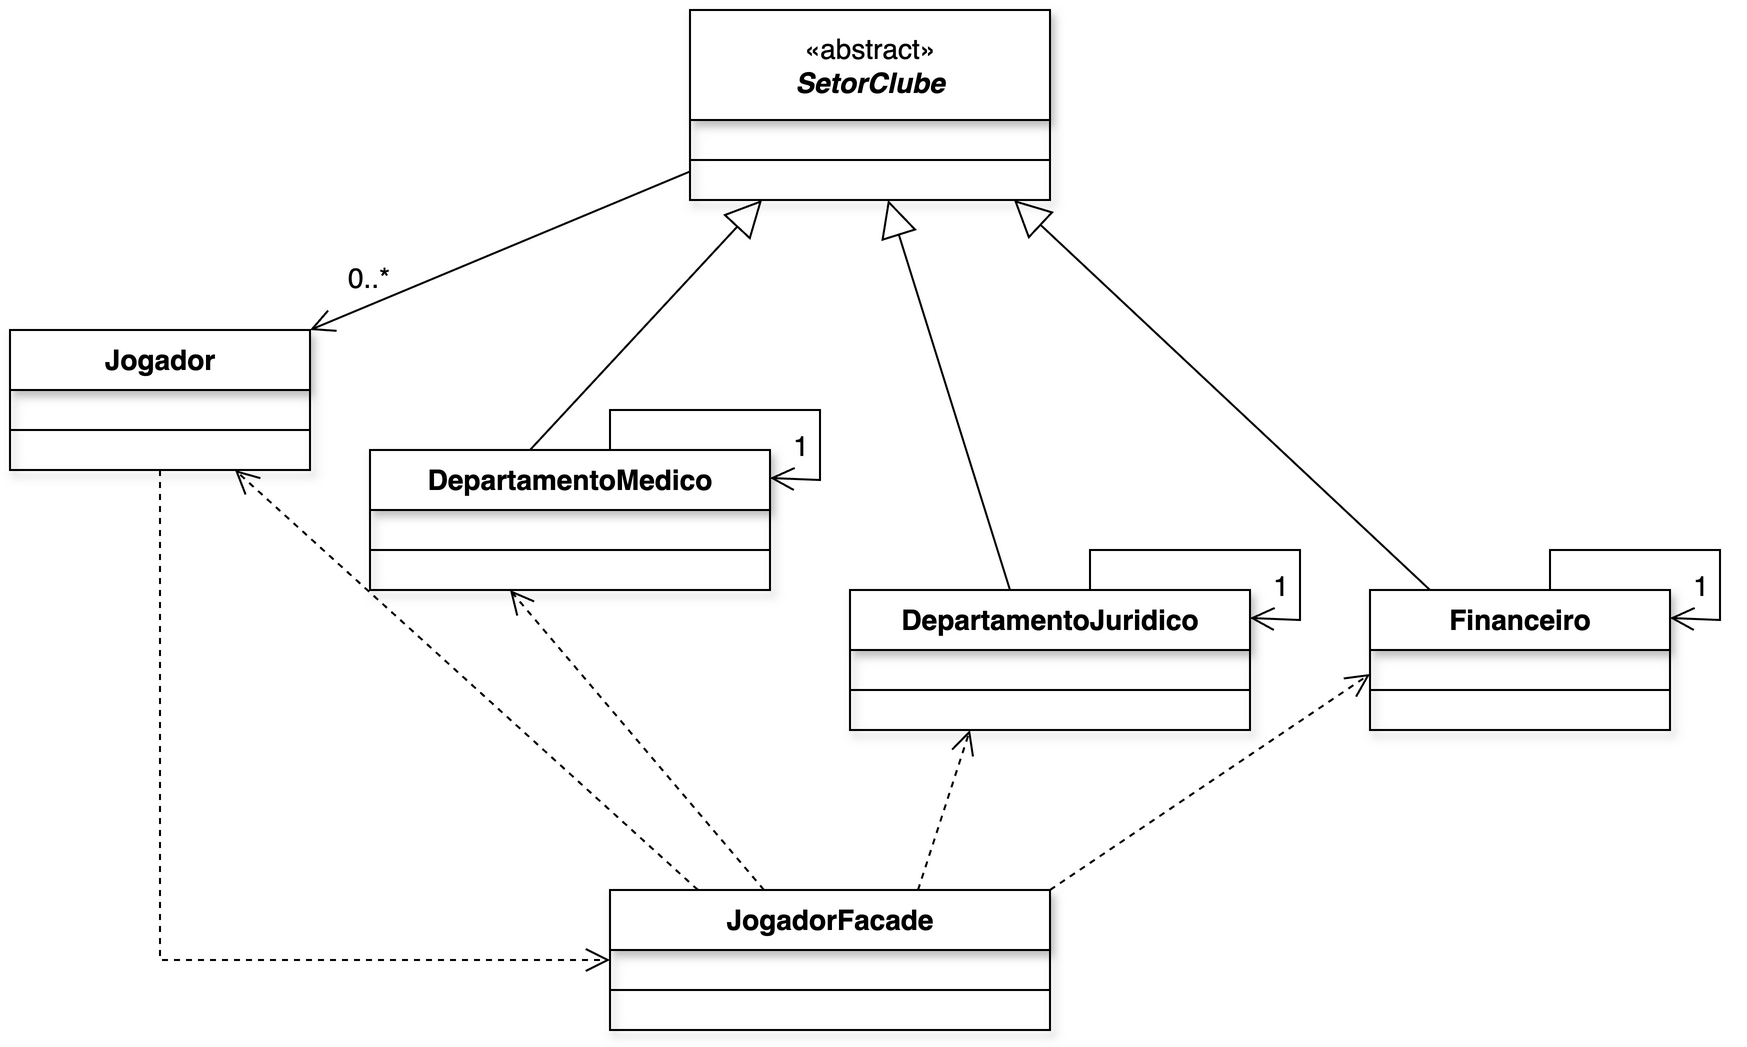 «abstract»
SetorClube
0..*
Jogador
1
DepartamentoMedico
1
DepartamentoJuridico
1
Financeiro
JogadorFacade